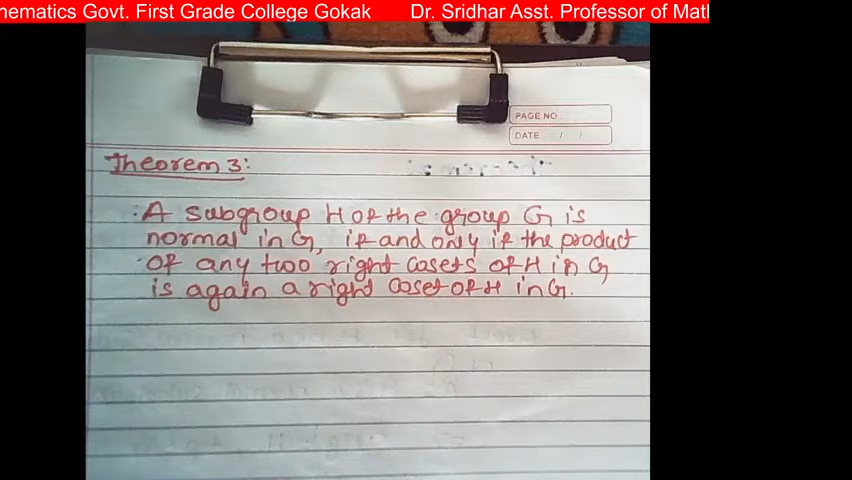 hematics Govt. First Grade College Gokak Dr. Sridhar Asst. Professor of Mat
PAGE NO
DATE / /
Theorem 3:
A subgroup H of the group G is
normal in G, if and only if the product
of any two right cosets of H in G
is again a right coset of H in G.